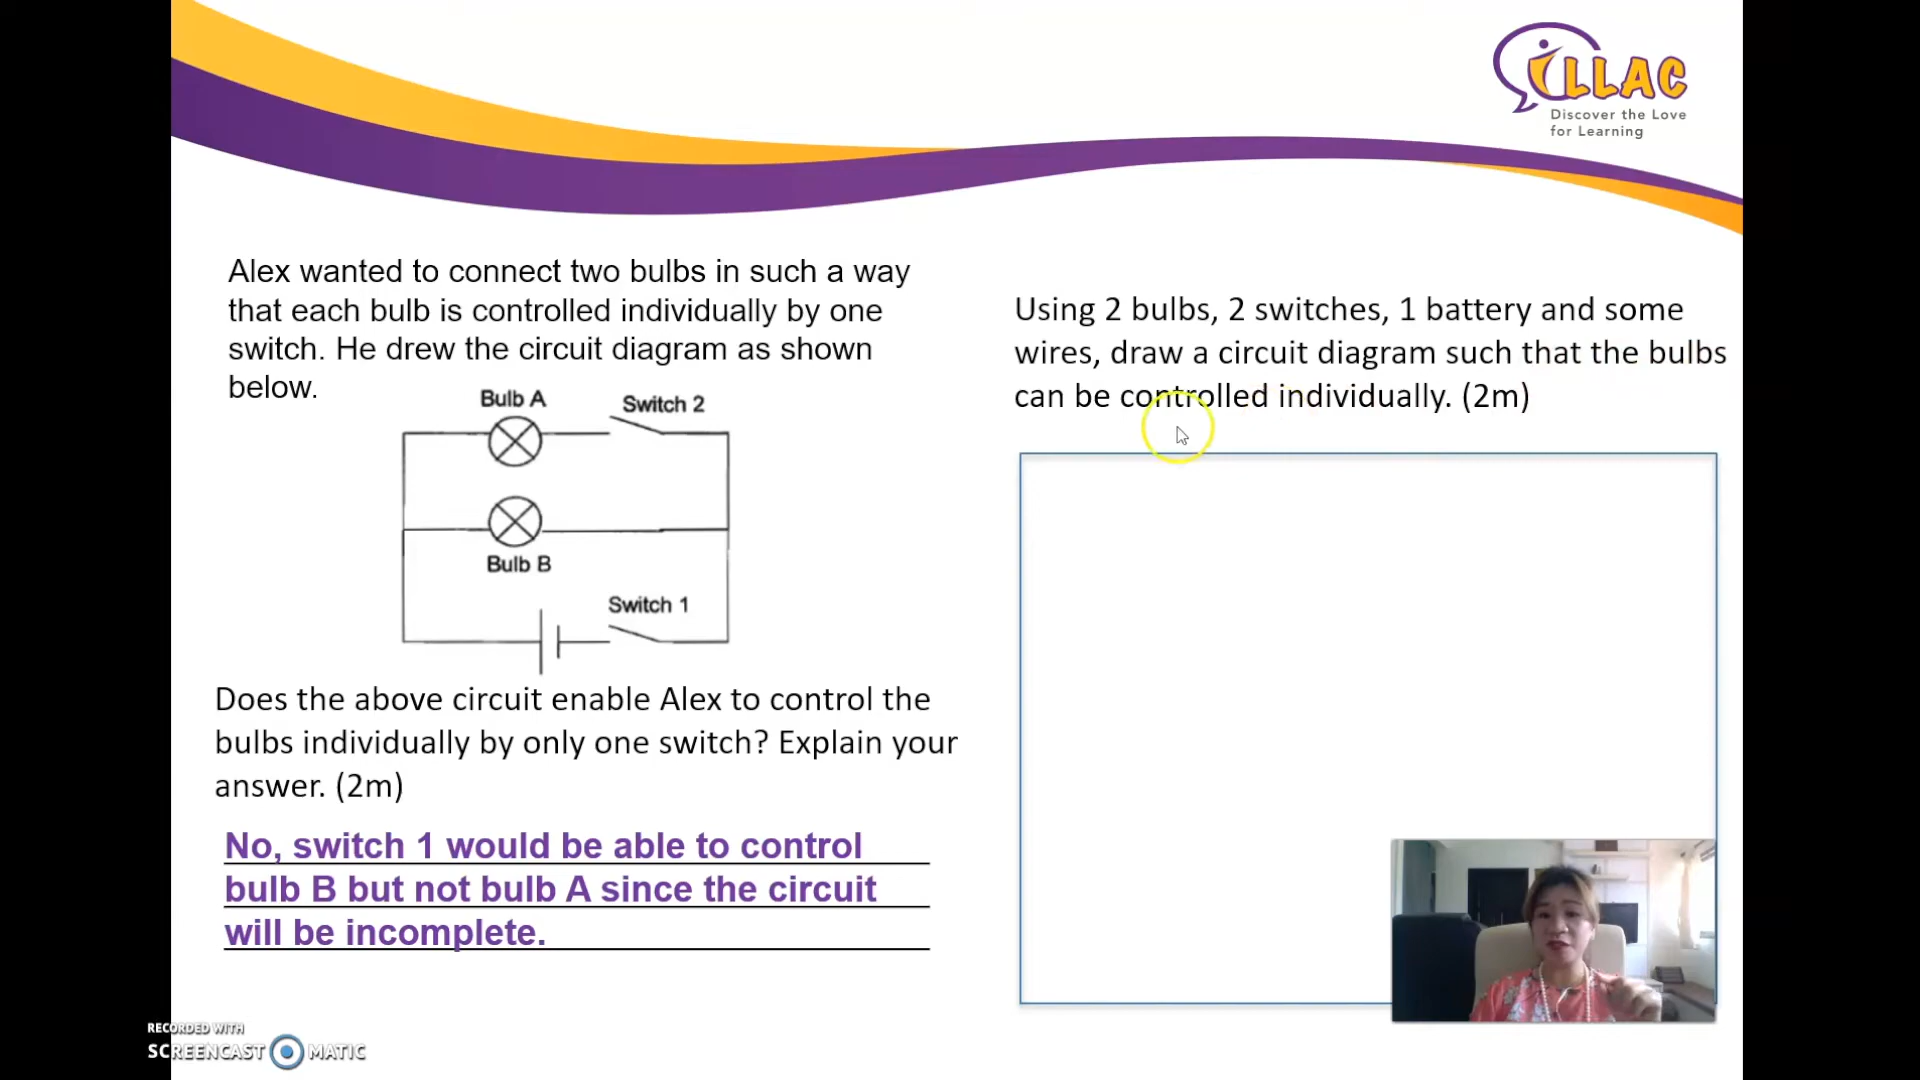 iLLAC
Discover the Love
for Learning
Alex wanted to connect two bulbs in such a way
that each bulb is controlled individually by one
switch. He drew the circuit diagram as shown
below.
Bulb A
Switch 2
Bulb B
Switch 1
Does the above circuit enable Alex to control the
bulbs individually by only one switch? Explain your
answer. (2m)
No, switch 1 would be able to control
bulb B but not bulb A since the circuit
will be incomplete.
Using 2 bulbs, 2 switches, 1 battery and some
wires, draw a circuit diagram such that the bulbs
can be controlled individually. (2m)
RECORDED WITH
SCREENCAST MATIC